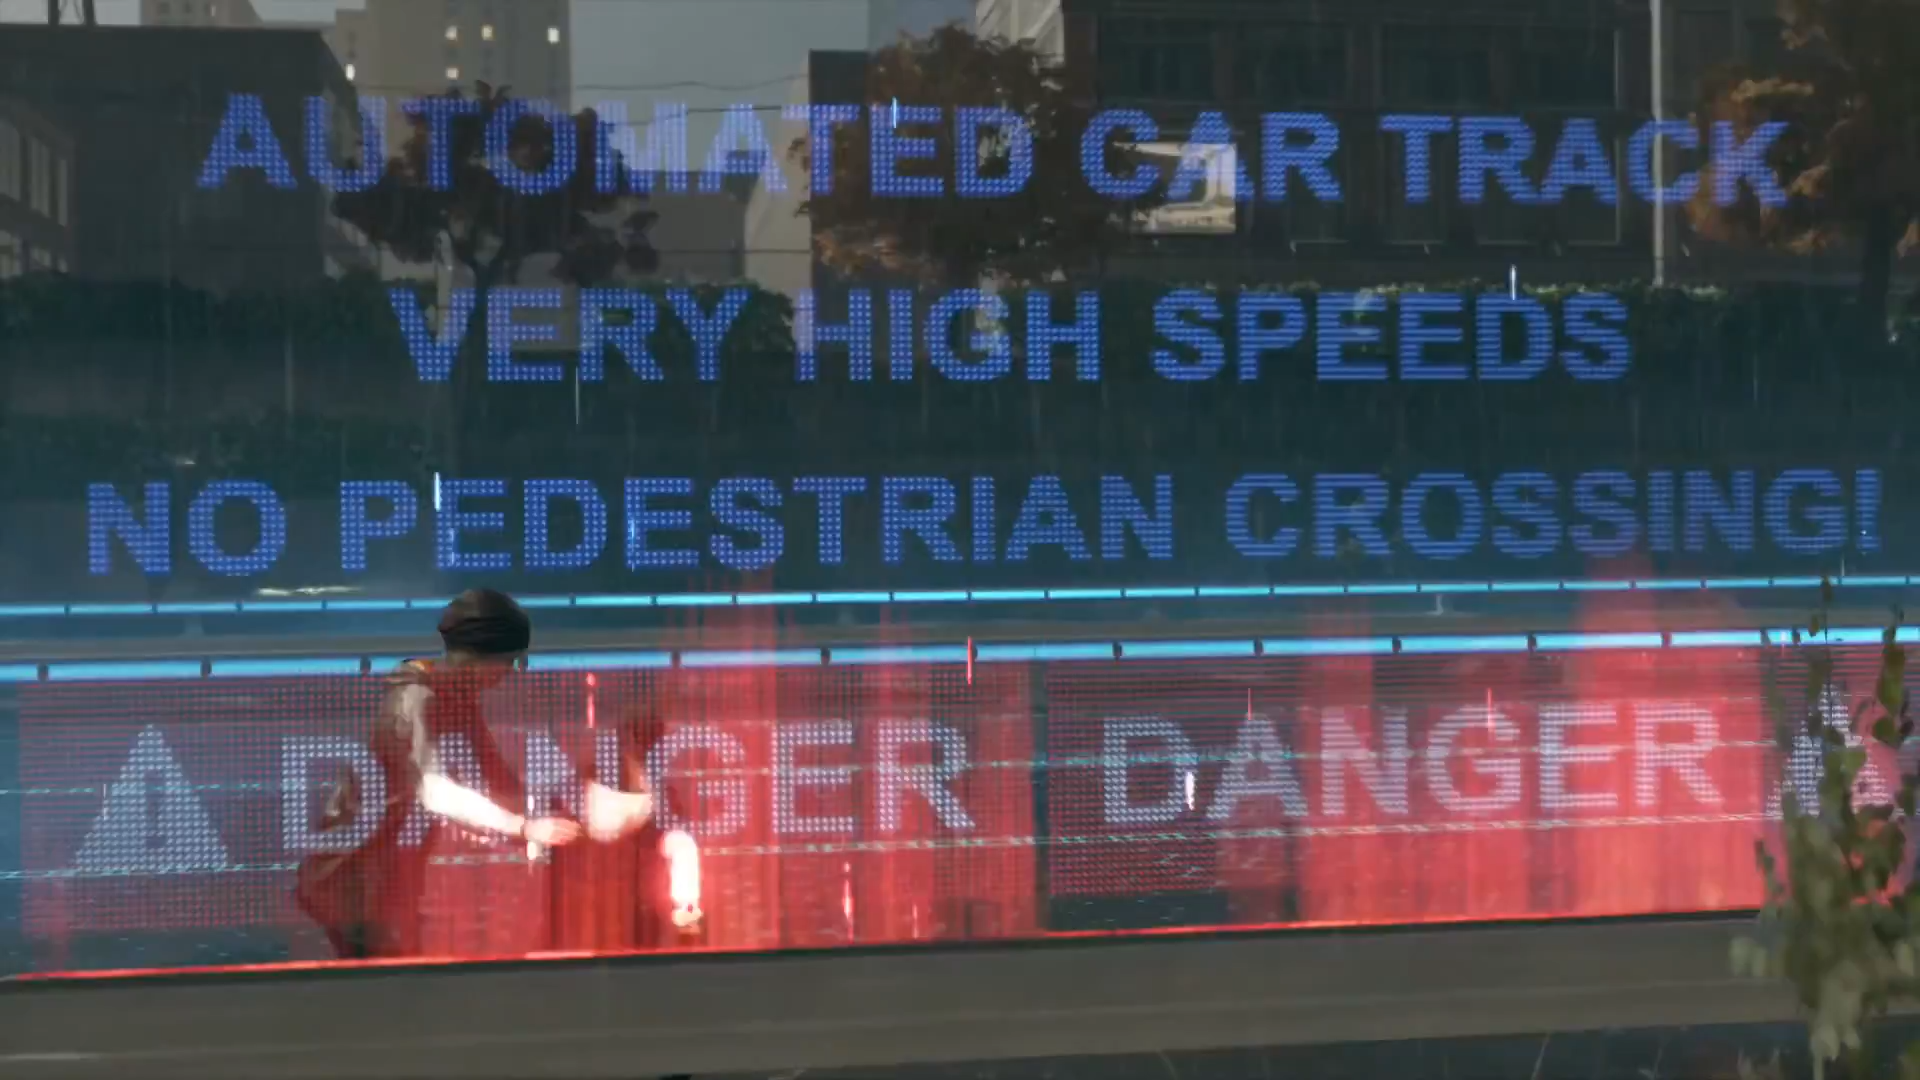 AUTOMATED CAR TRACK
VERY HIGH SPEEDS
NO PEDESTRIAN CROSSING!
DANGER DANGER